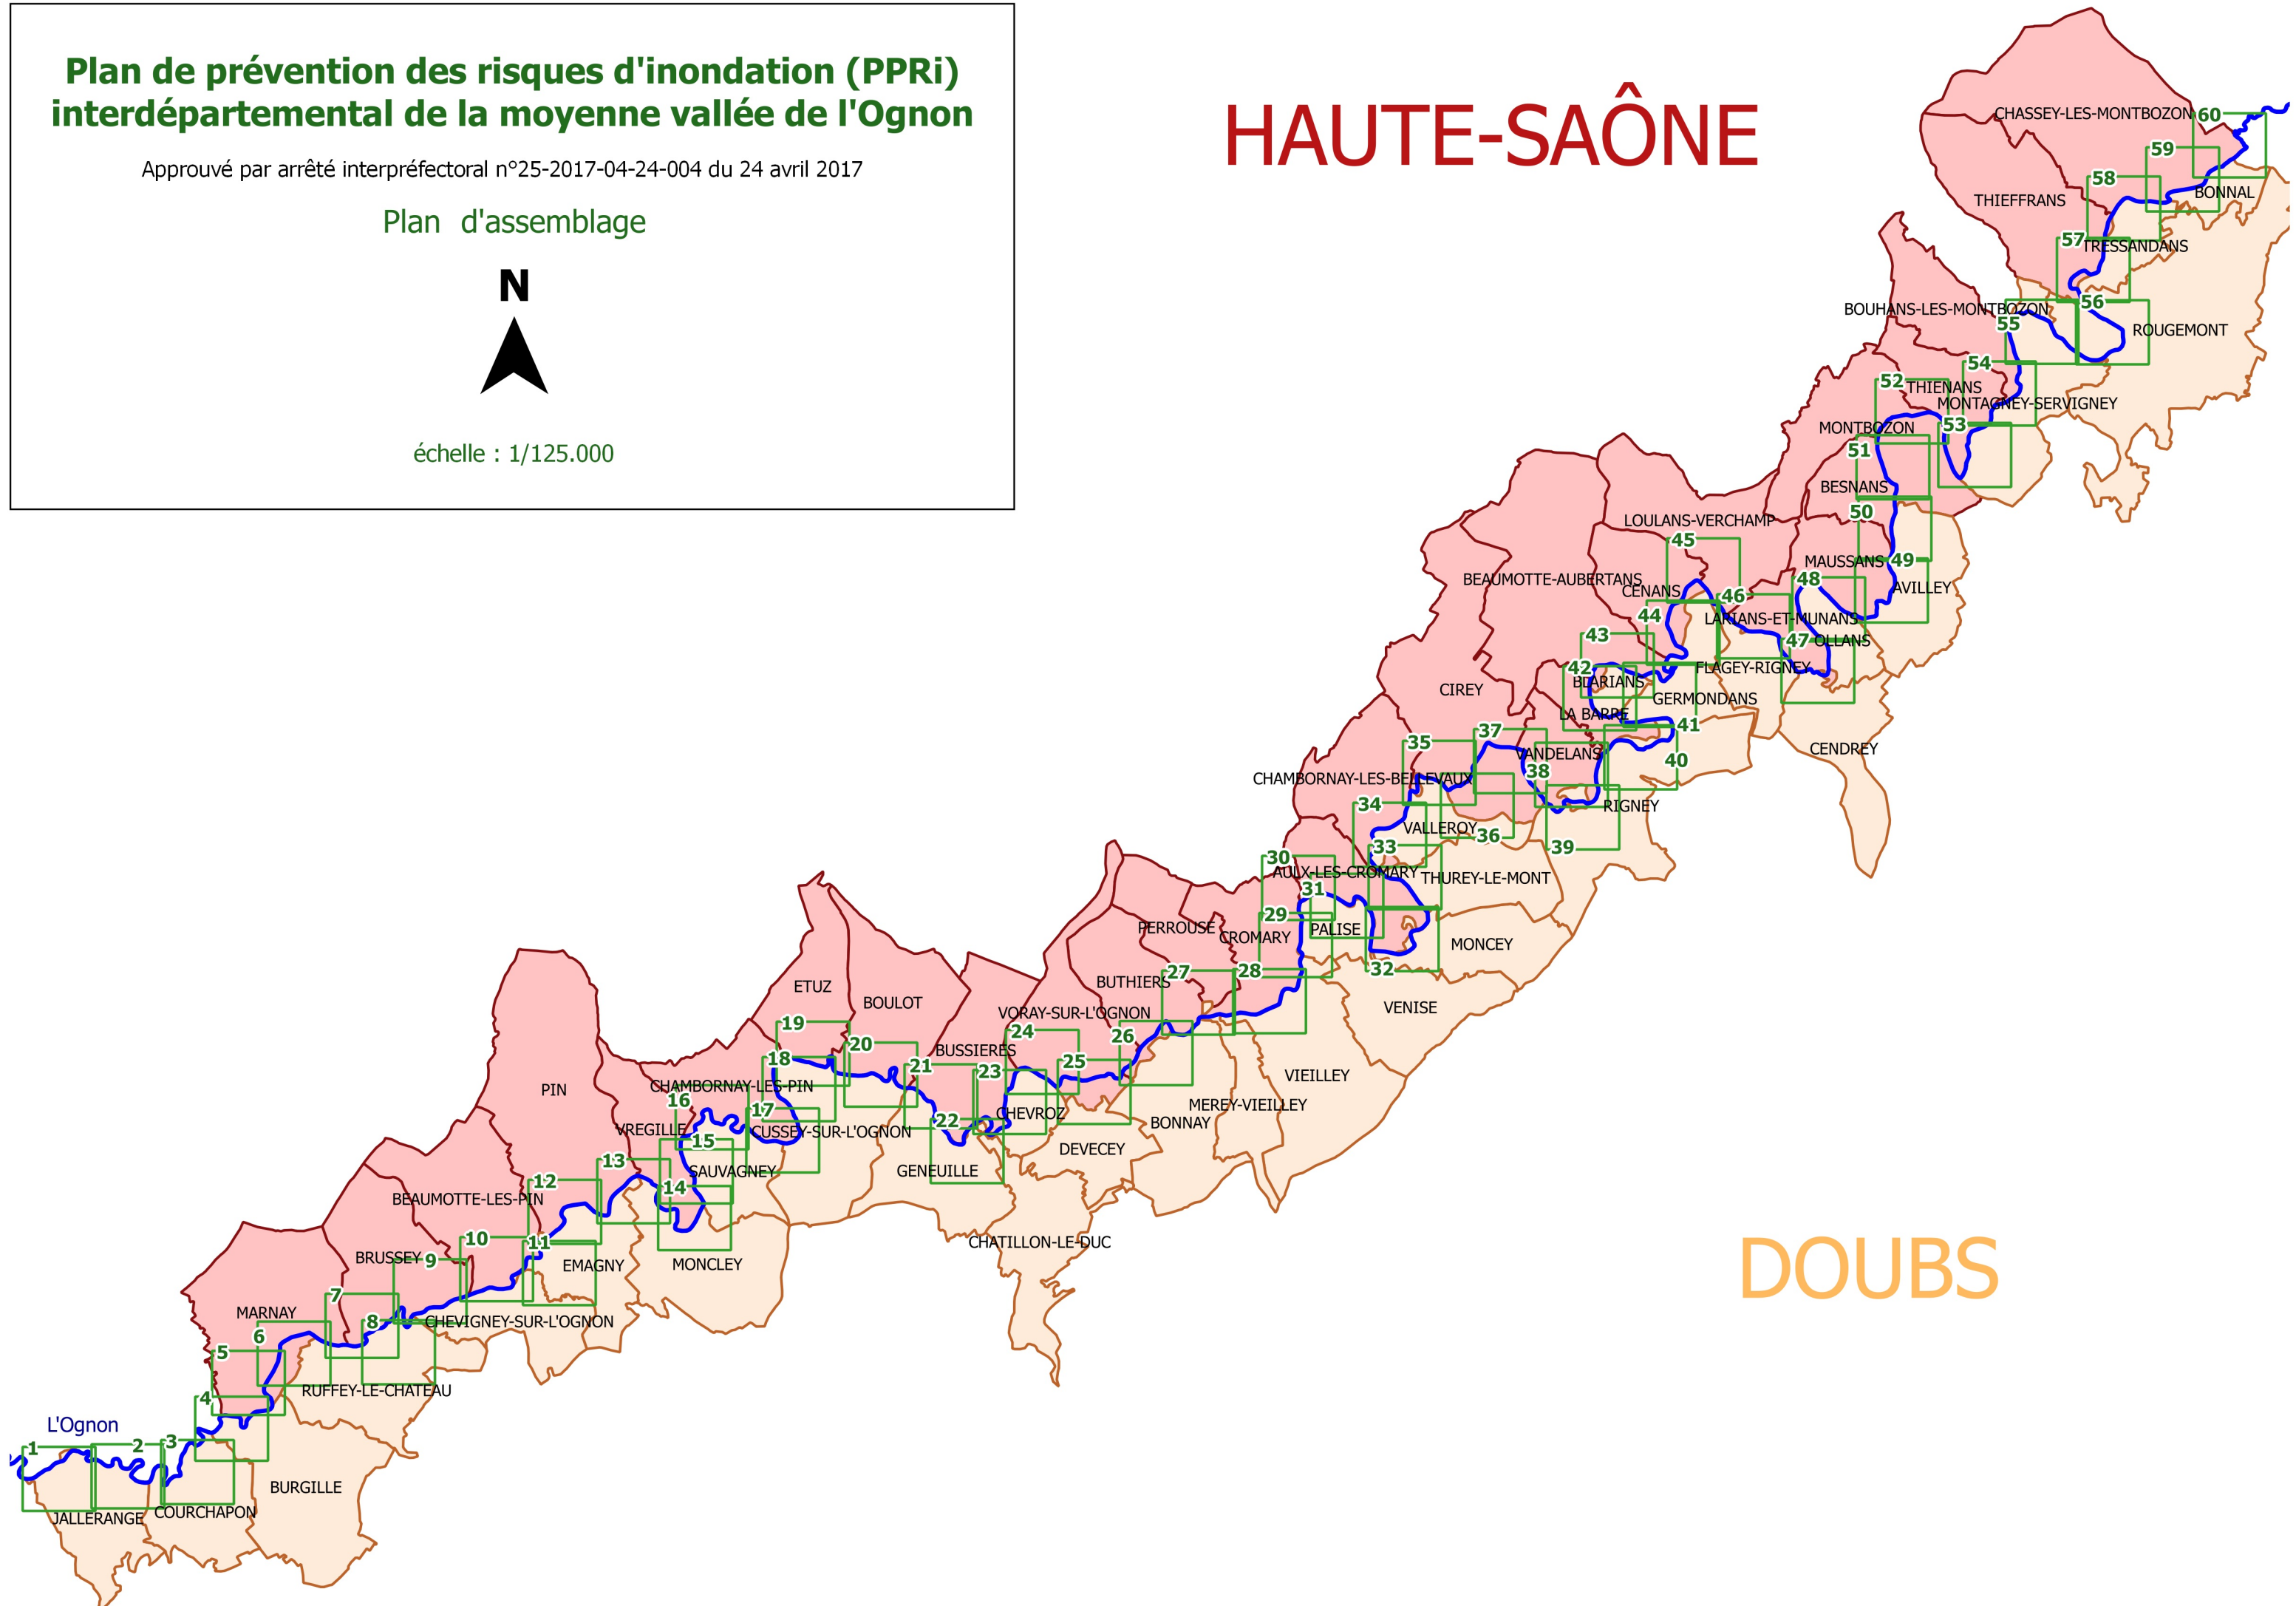 Plan de prévention des risques d'inondation (PPRi)
interdépartemental de la moyenne vallée de l'Ognon
Approuvé par arrêté interpréfectoral n°25-2017-04-24-004 du 24 avril 2017
Plan d'assemblage
N
échelle : 1/125.000
HAUTE-SAÔNE
CHASSEY-LES-MONTBOZON
60
59
58
BONNAL
THIEFFRANS
57
TRESSANDANS
56
BOUHANS-LES-MONTBOZON
55
ROUGEMONT
54
52
THIENANS
MONTAGNEY-SERVIGNEY
53
MONTBOZON
51
BESNANS
50
LOULANS-VERCHAMP
45
MAUSSANS
49
48
AVILLEY
BEAUMOTTE-AUBERTANS
CENANS
46
44
LARIANS-ET-MUNANS
43
47
OLLANS
42
FLAGEY-RIGNEY
BLARIANS
CIREY
GERMONDANS
LA BARRE
41
37
35
CENDREY
VANDELANS
40
38
CHAMBORNAY-LES-BELLEVAUX
34
RIGNEY
VALLEROY
36
33
39
30
AULX-LES-CROMARY
THUREY-LE-MONT
31
29
PERROUSE
CROMARY
PALISE
MONCEY
32
27
28
BUTHIERS
ETUZ
BOULOT
VENISE
VORAY-SUR-L'OGNON
19
24
26
20
BUSSIERES
18
21
25
23
VIEILLEY
PIN
CHAMBORNAY-LES-PIN
16
17
MEREY-VIEILLEY
CHEVROZ
22
BONNAY
VREGILLE
CUSSEY-SUR-L'OGNON
15
DEVECEY
13
SAUVAGNEY
GENEUILLE
12
14
BEAUMOTTE-LES-PIN
10
11
CHATILLON-LE-DUC
BRUSSEY
9
EMAGNY
MONCLEY
DOUBS
7
MARNAY
8
CHEVIGNEY-SUR-L'OGNON
6
5
RUFFEY-LE-CHATEAU
4
L'Ognon
1
2
3
BURGILLE
COURCHAPON
JALLERANGE